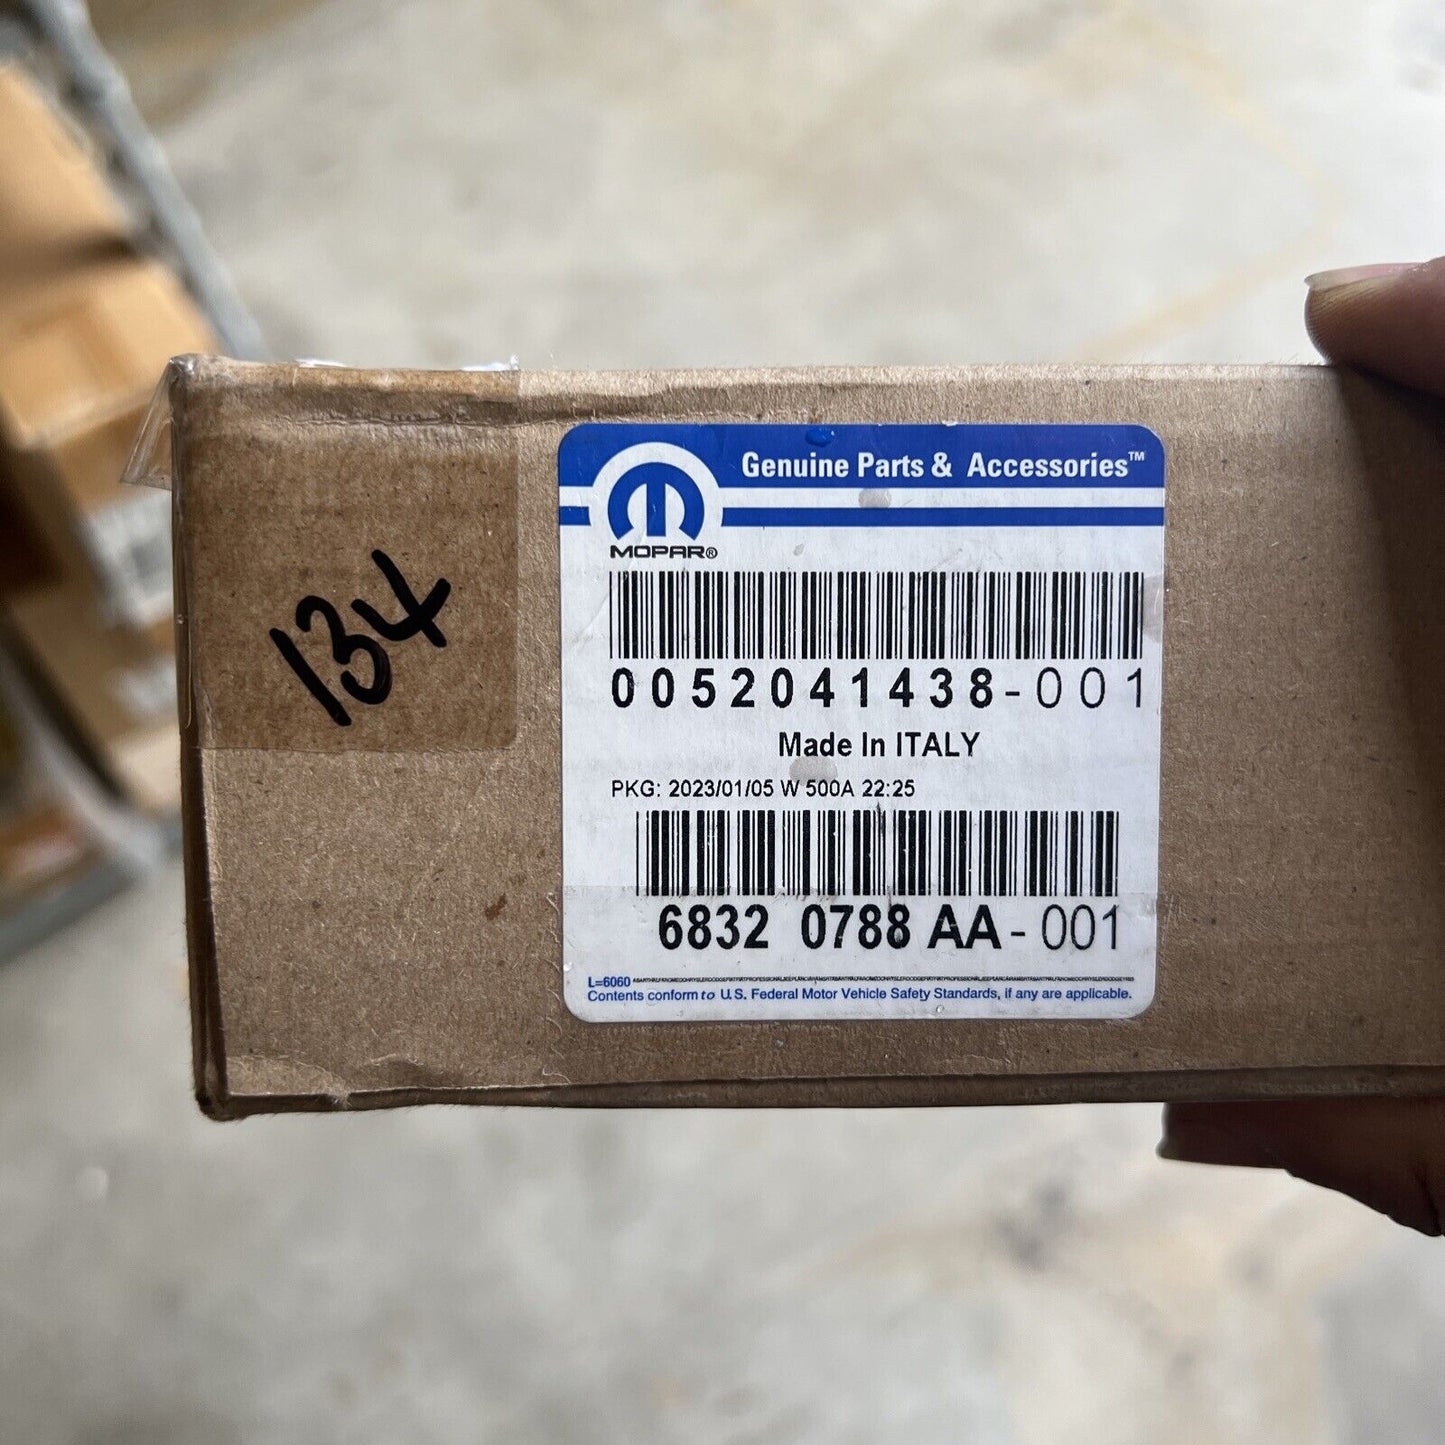 134
Genuine Parts & Accessories™
MOPAR®
0052041438-001
Made In ITALY
PKG: 2023/01/05 W 500A 22:25
6832 0788 AA-001
L=6060
Contents conform to U.S. Federal Motor Vehicle Safety Standards, if any are applicable.